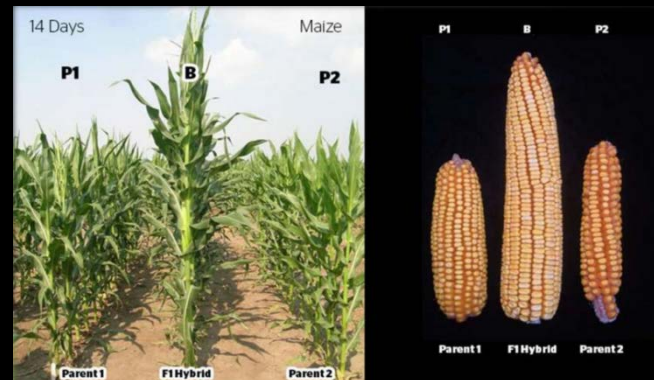 14 Days
Maize
P1
B
P2
Parent 1
F1 Hybrid
Parent 2
P1
B
P2
Parent 1
F1 Hybrid
Parent 2